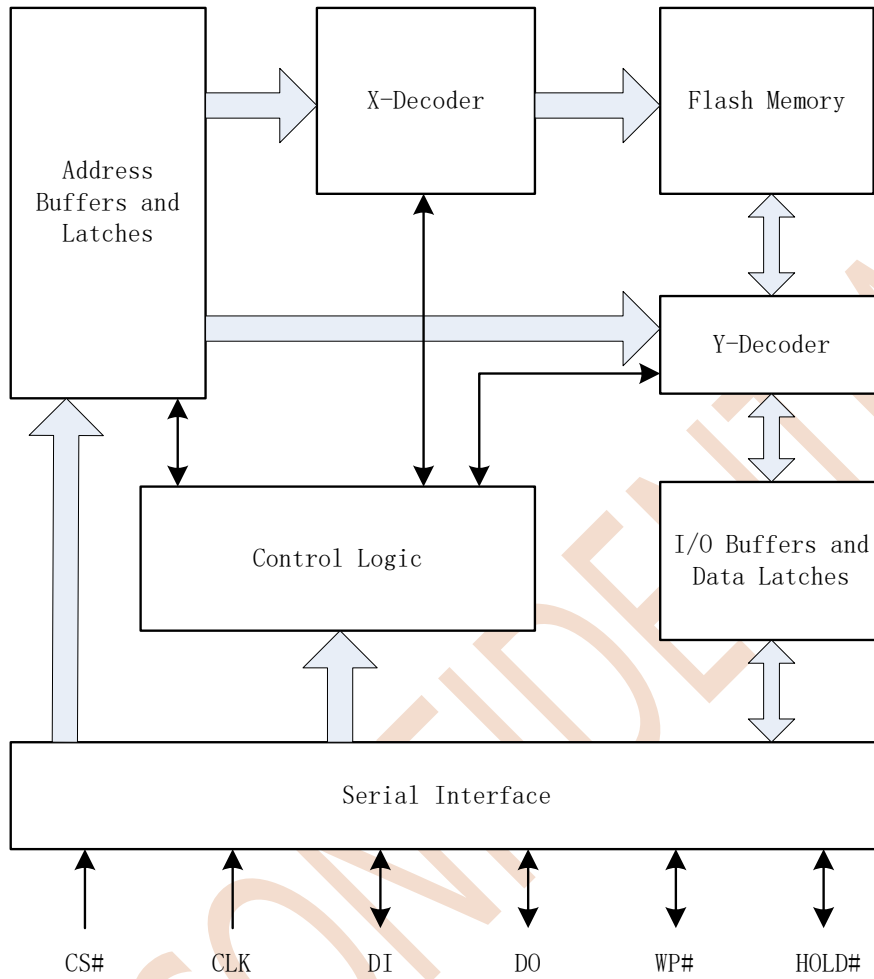 X-Decoder
Flash Memory
Address
Buffers and
Latches
Y-Decoder
Control Logic
I/O Buffers and
Data Latches
Serial Interface
CS#
CLK
DI
DO
WP#
HOLD#